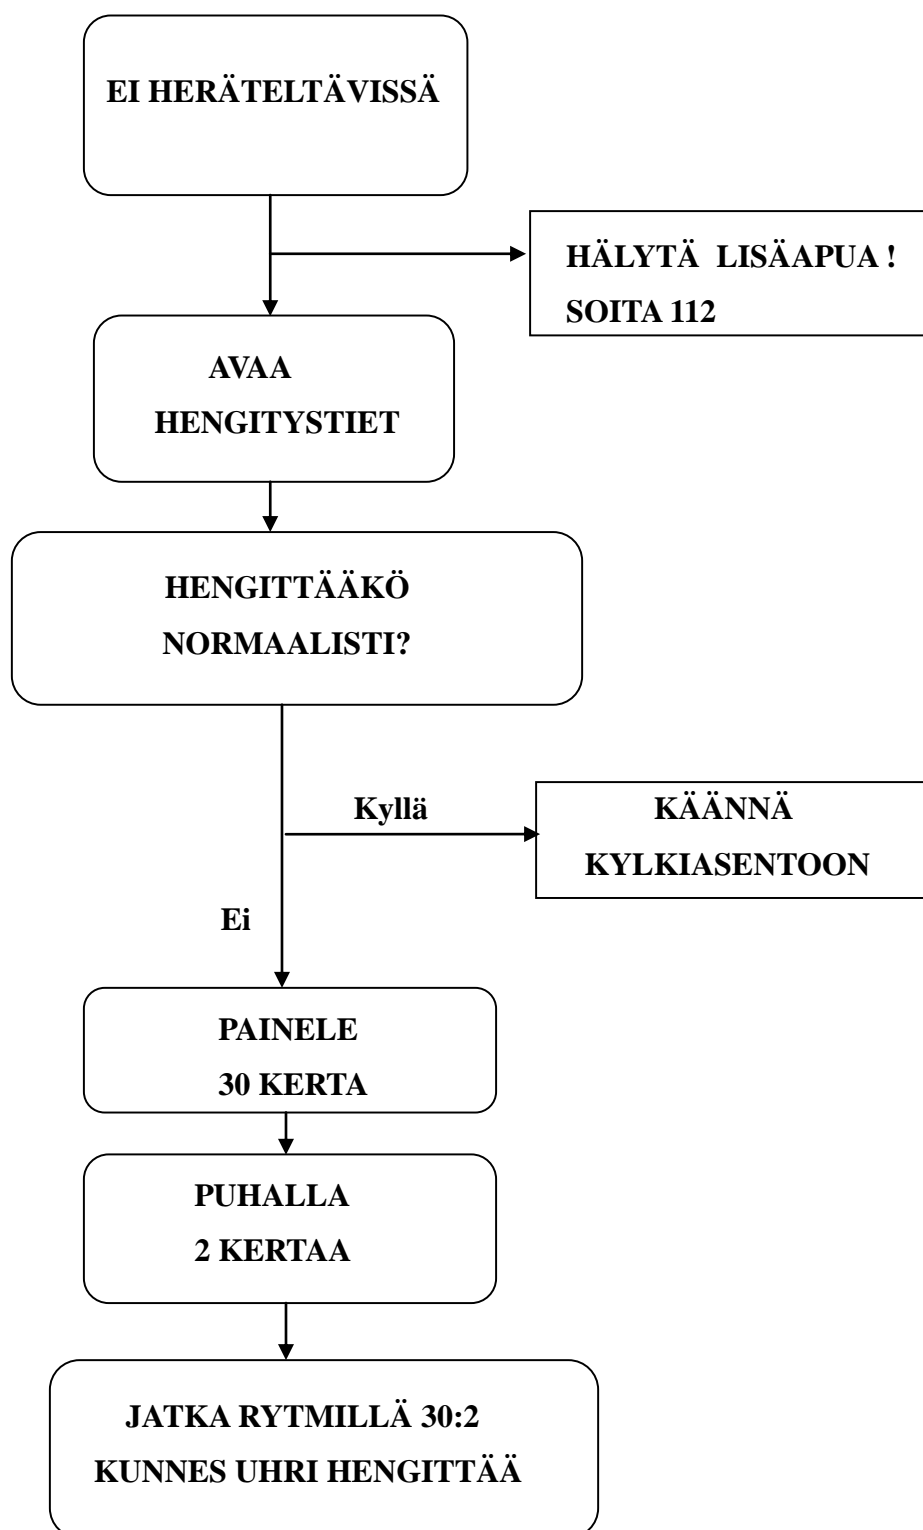 EI HERÄTELTÄVISSÄ
HÄLYTÄ LISÄAPUA !
SOITA 112
AVAA
HENGITYSTIET
HENGITTÄÄKÖ
NORMAALISTI?
Kyllä
KÄÄNNÄ
KYLKIASENTOON
Ei
PAINELE
30 KERTA
PUHALLA
2 KERTAA
JATKA RYTMILLÄ 30:2
KUNNES UHRI HENGITTÄÄ